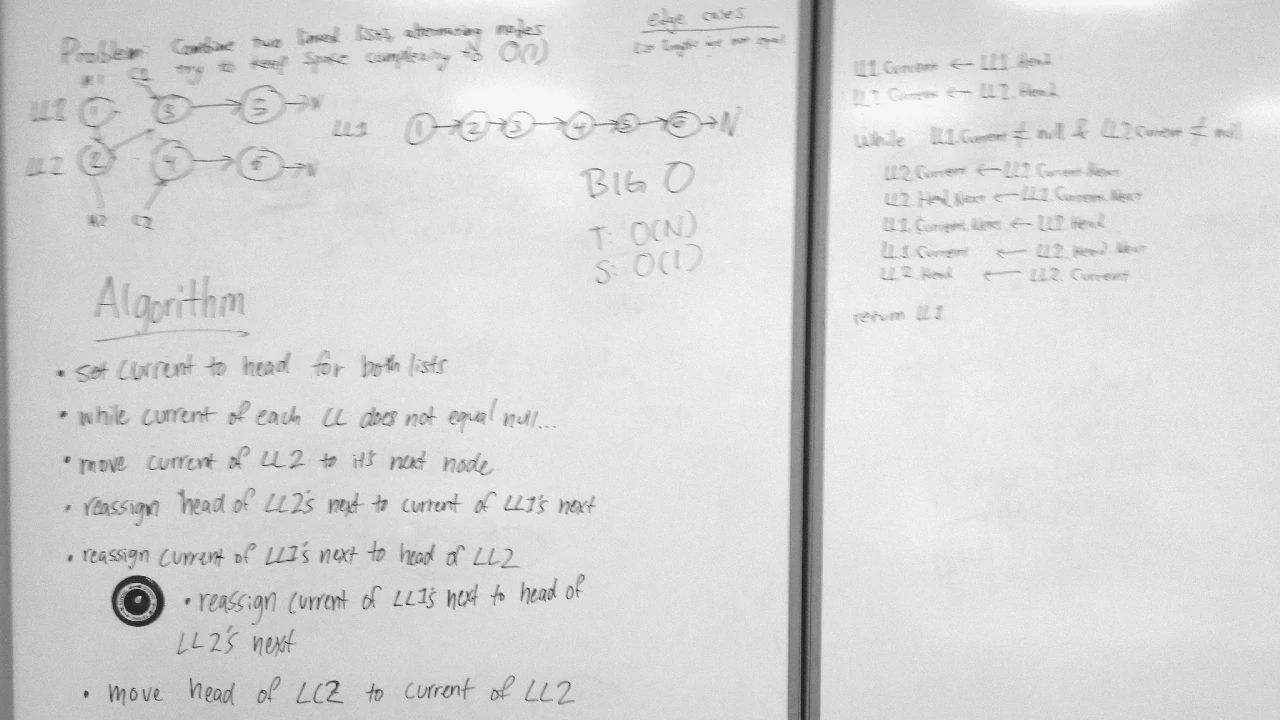 Problem: Combine two linked lists, alternating nodes
try to keep space complexity to O(1)
edge cases
LL1 1 3 5 N
LL2 2 4 6 N
H2 C2
LL1 1 2 3 4 5 6 N
BIG O
T: O(N)
S: O(1)
Algorithm
• set current to head for both lists
• while current of each LL does not equal null...
• move current of LL2 to it's next node
• reassign head of LL2's next to current of LL1's next
• reassign current of LL1's next to head of LL2
• reassign current of LL1's next to head of
LL2's next
• move head of LL2 to current of LL2
LL1.Current ← LL1.Head
LL2.Current ← LL2.Head
while LL1.Current ≠ null & LL2.Current ≠ null
LL2.Current ← LL2.Current.Next
LL2.Head.Next ← LL1.Current.Next
LL1.Current.Next ← LL2.Head
LL1.Current ← LL2.Head.Next
LL2.Head ← LL2.Current
return LL1